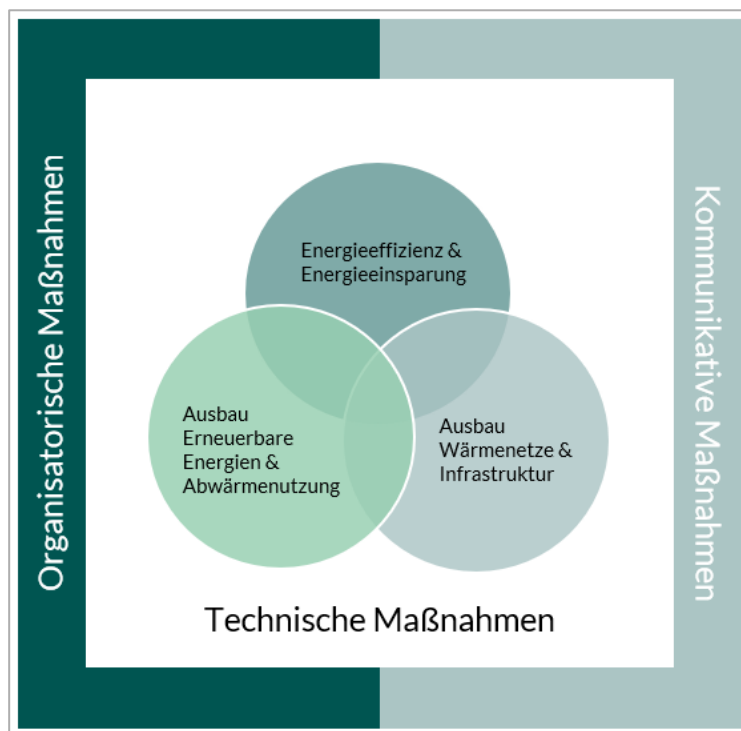 Organisatorische Maßnahmen
Kommunikative Maßnahmen
Energieeffizienz &
Energieeinsparung
Ausbau
Erneuerbare
Energien &
Abwärmenutzung
Ausbau
Wärmenetze &
Infrastruktur
Technische Maßnahmen